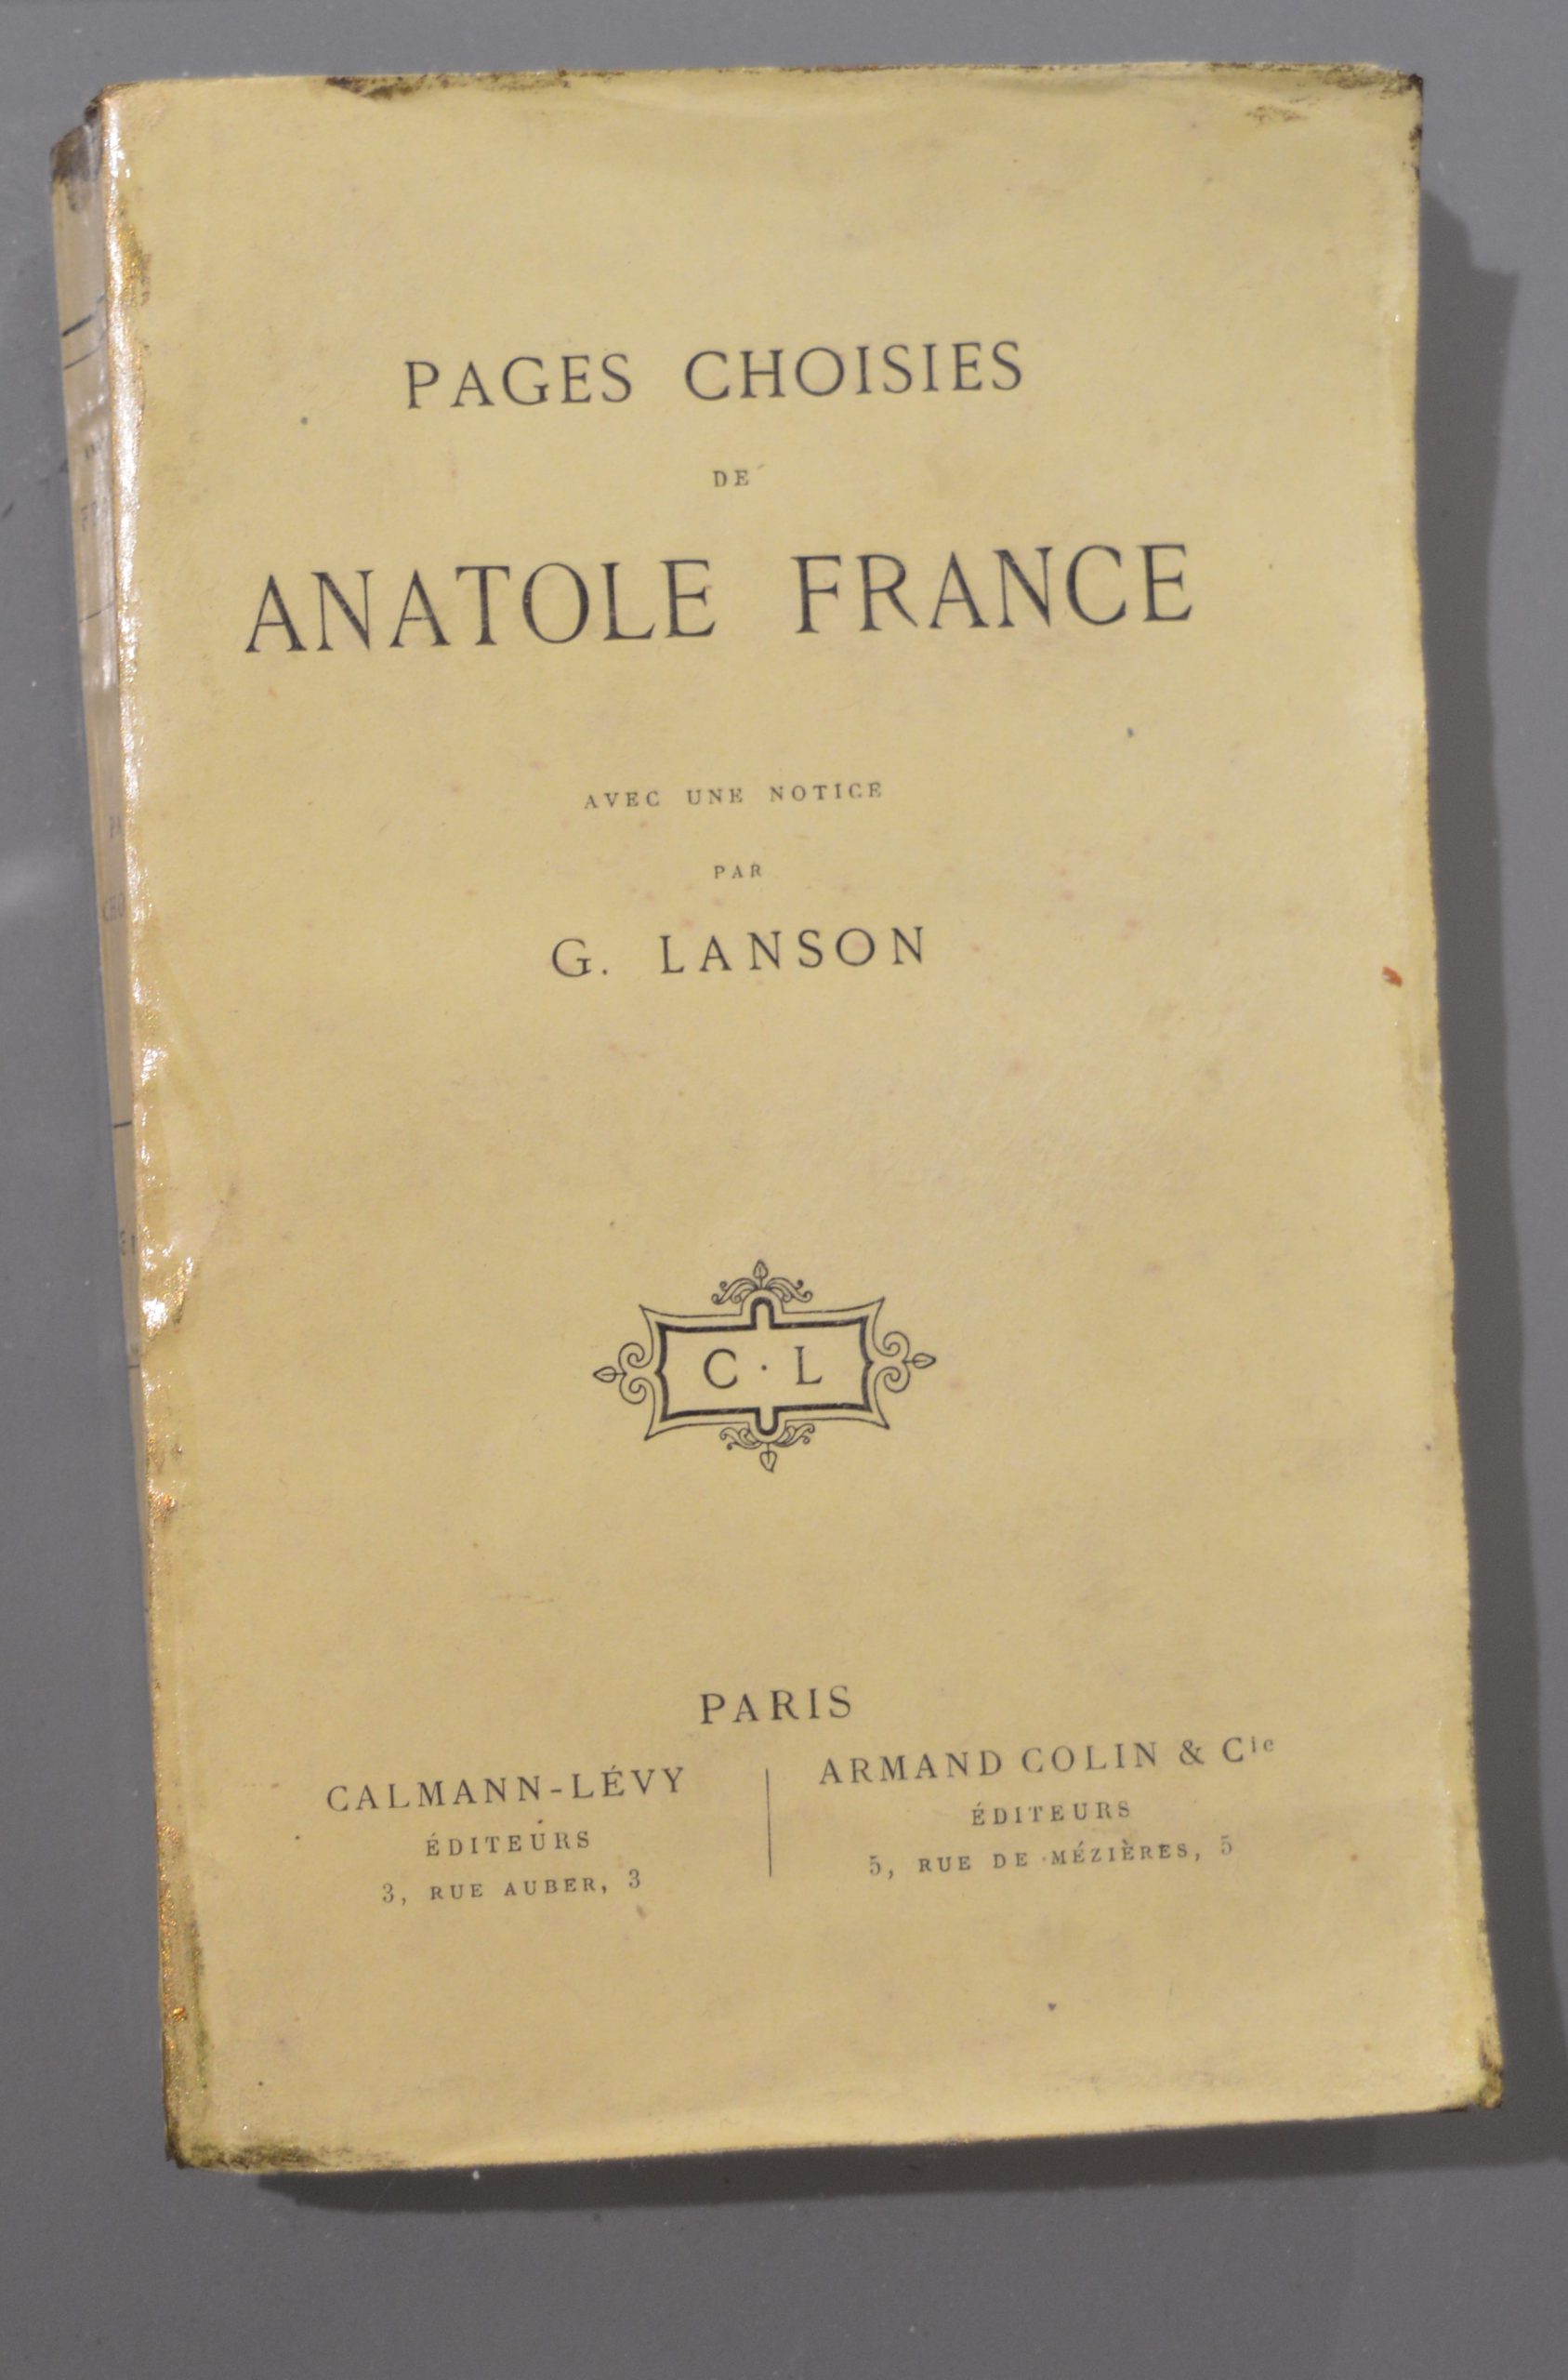 PAGES CHOISIES
DE
ANATOLE FRANCE
AVEC UNE NOTICE
PAR
G. LANSON
C · L
PARIS
CALMANN-LÉVY
ÉDITEURS
3, RUE AUBER, 3
ARMAND COLIN & Cie
ÉDITEURS
5, RUE DE MÉZIÈRES, 5